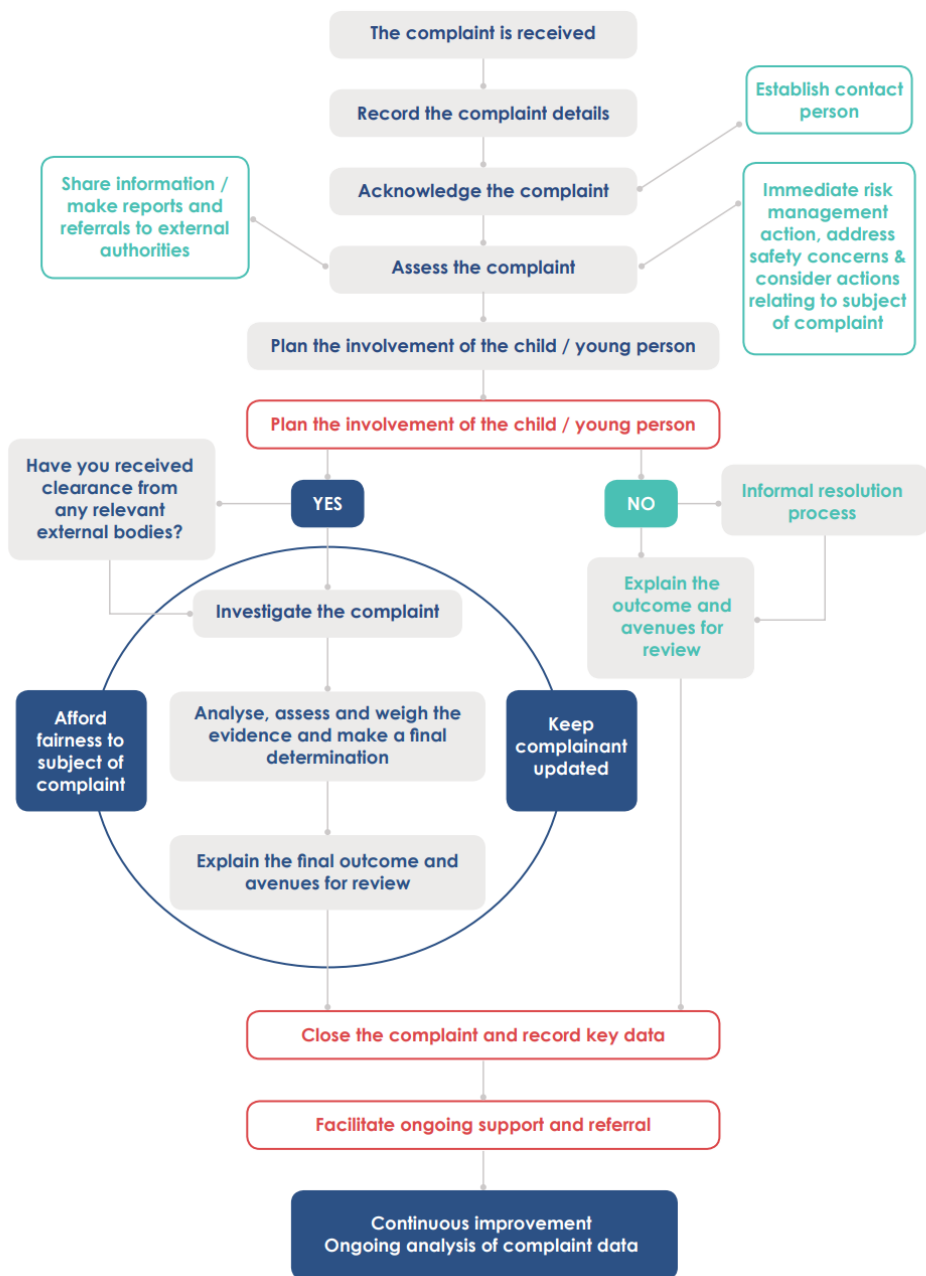 The complaint is received
Record the complaint details
Establish contact
person
Acknowledge the complaint
Share information /
make reports and
referrals to external
authorities
Immediate risk
management
action, address
safety concerns &
consider actions
relating to subject
of complaint
Assess the complaint
Plan the involvement of the child / young person
Plan the involvement of the child / young person
Have you received
clearance from
any relevant
external bodies?
YES
NO
Informal resolution
process
Investigate the complaint
Explain the
outcome and
avenues for
review
Afford
fairness to
subject of
complaint
Analyse, assess and weigh the
evidence and make a final
determination
Keep
complainant
updated
Explain the final outcome and
avenues for review
Close the complaint and record key data
Facilitate ongoing support and referral
Continuous improvement
Ongoing analysis of complaint data